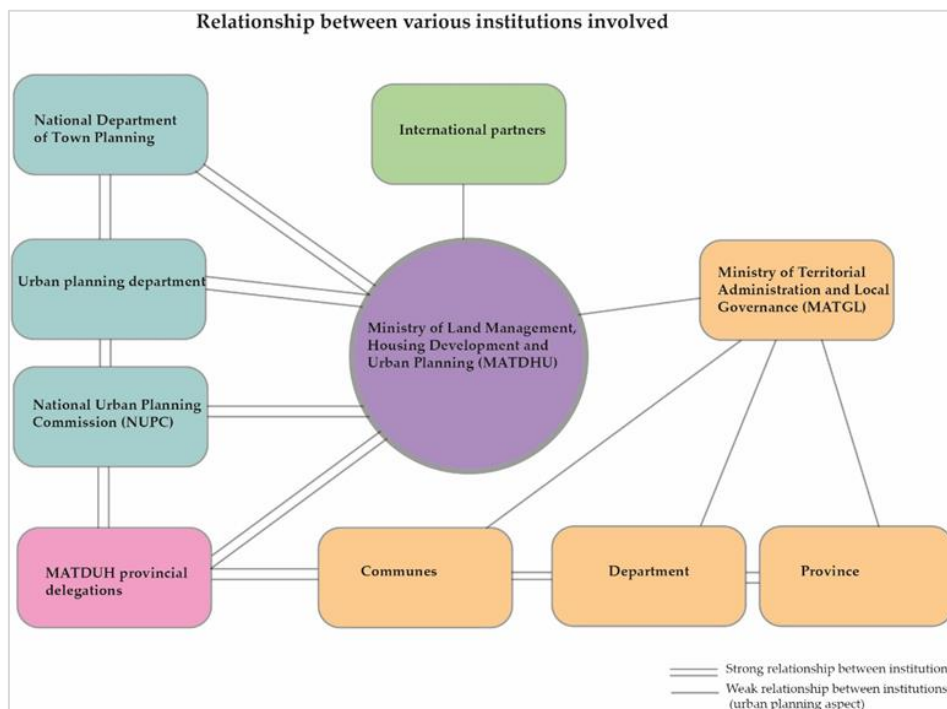 Relationship between various institutions involved
National Department
of Town Planning
International partners
Urban planning department
Ministry of Territorial
Administration and Local
Governance (MATGL)
Ministry of Land Management,
Housing Development and
Urban Planning (MATDHU)
National Urban Planning
Commission (NUPC)
MATDUH provincial
delegations
Communes
Department
Province
Strong relationship between institution
Weak relationship between institutions
(urban planning aspect)